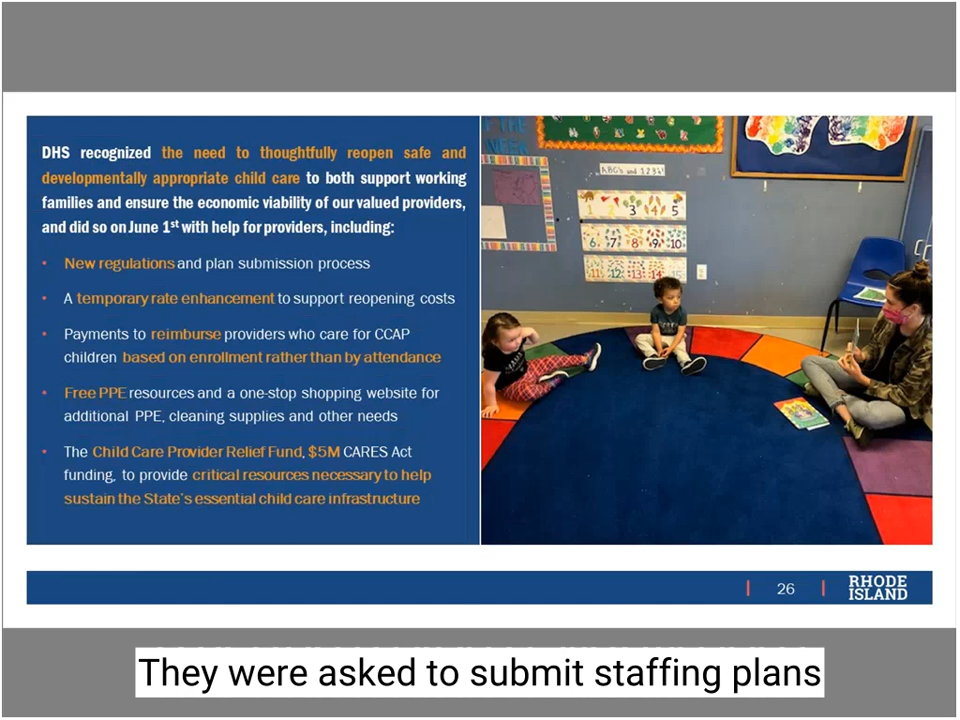 DHS recognized the need to thoughtfully reopen safe and
developmentally appropriate child care to both support working
families and ensure the economic viability of our valued providers,
and did so on June 1st with help for providers, including:
• New regulations and plan submission process
• A temporary rate enhancement to support reopening costs
• Payments to reimburse providers who care for CCAP
children based on enrollment rather than by attendance
• Free PPE resources and a one-stop shopping website for
additional PPE, cleaning supplies and other needs
• The Child Care Provider Relief Fund, $5M CARES Act
funding, to provide critical resources necessary to help
sustain the State's essential child care infrastructure
THE
WEEK
ABC's and 123's!
1 2 3 4 5
6 7 8 9 10
11 12 13 14 15
26
RHODE
ISLAND
They were asked to submit staffing plans